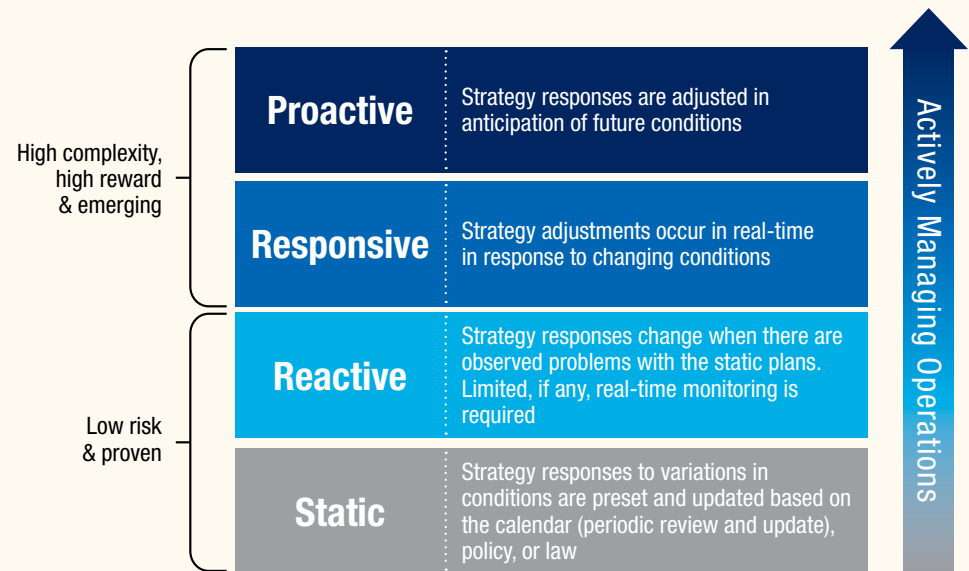 High complexity,
high reward
& emerging
Proactive
Strategy responses are adjusted in
anticipation of future conditions
Responsive
Strategy adjustments occur in real-time
in response to changing conditions
Low risk
& proven
Reactive
Strategy responses change when there are
observed problems with the static plans.
Limited, if any, real-time monitoring is
required
Static
Strategy responses to variations in
conditions are preset and updated based on
the calendar (periodic review and update),
policy, or law
Actively Managing Operations